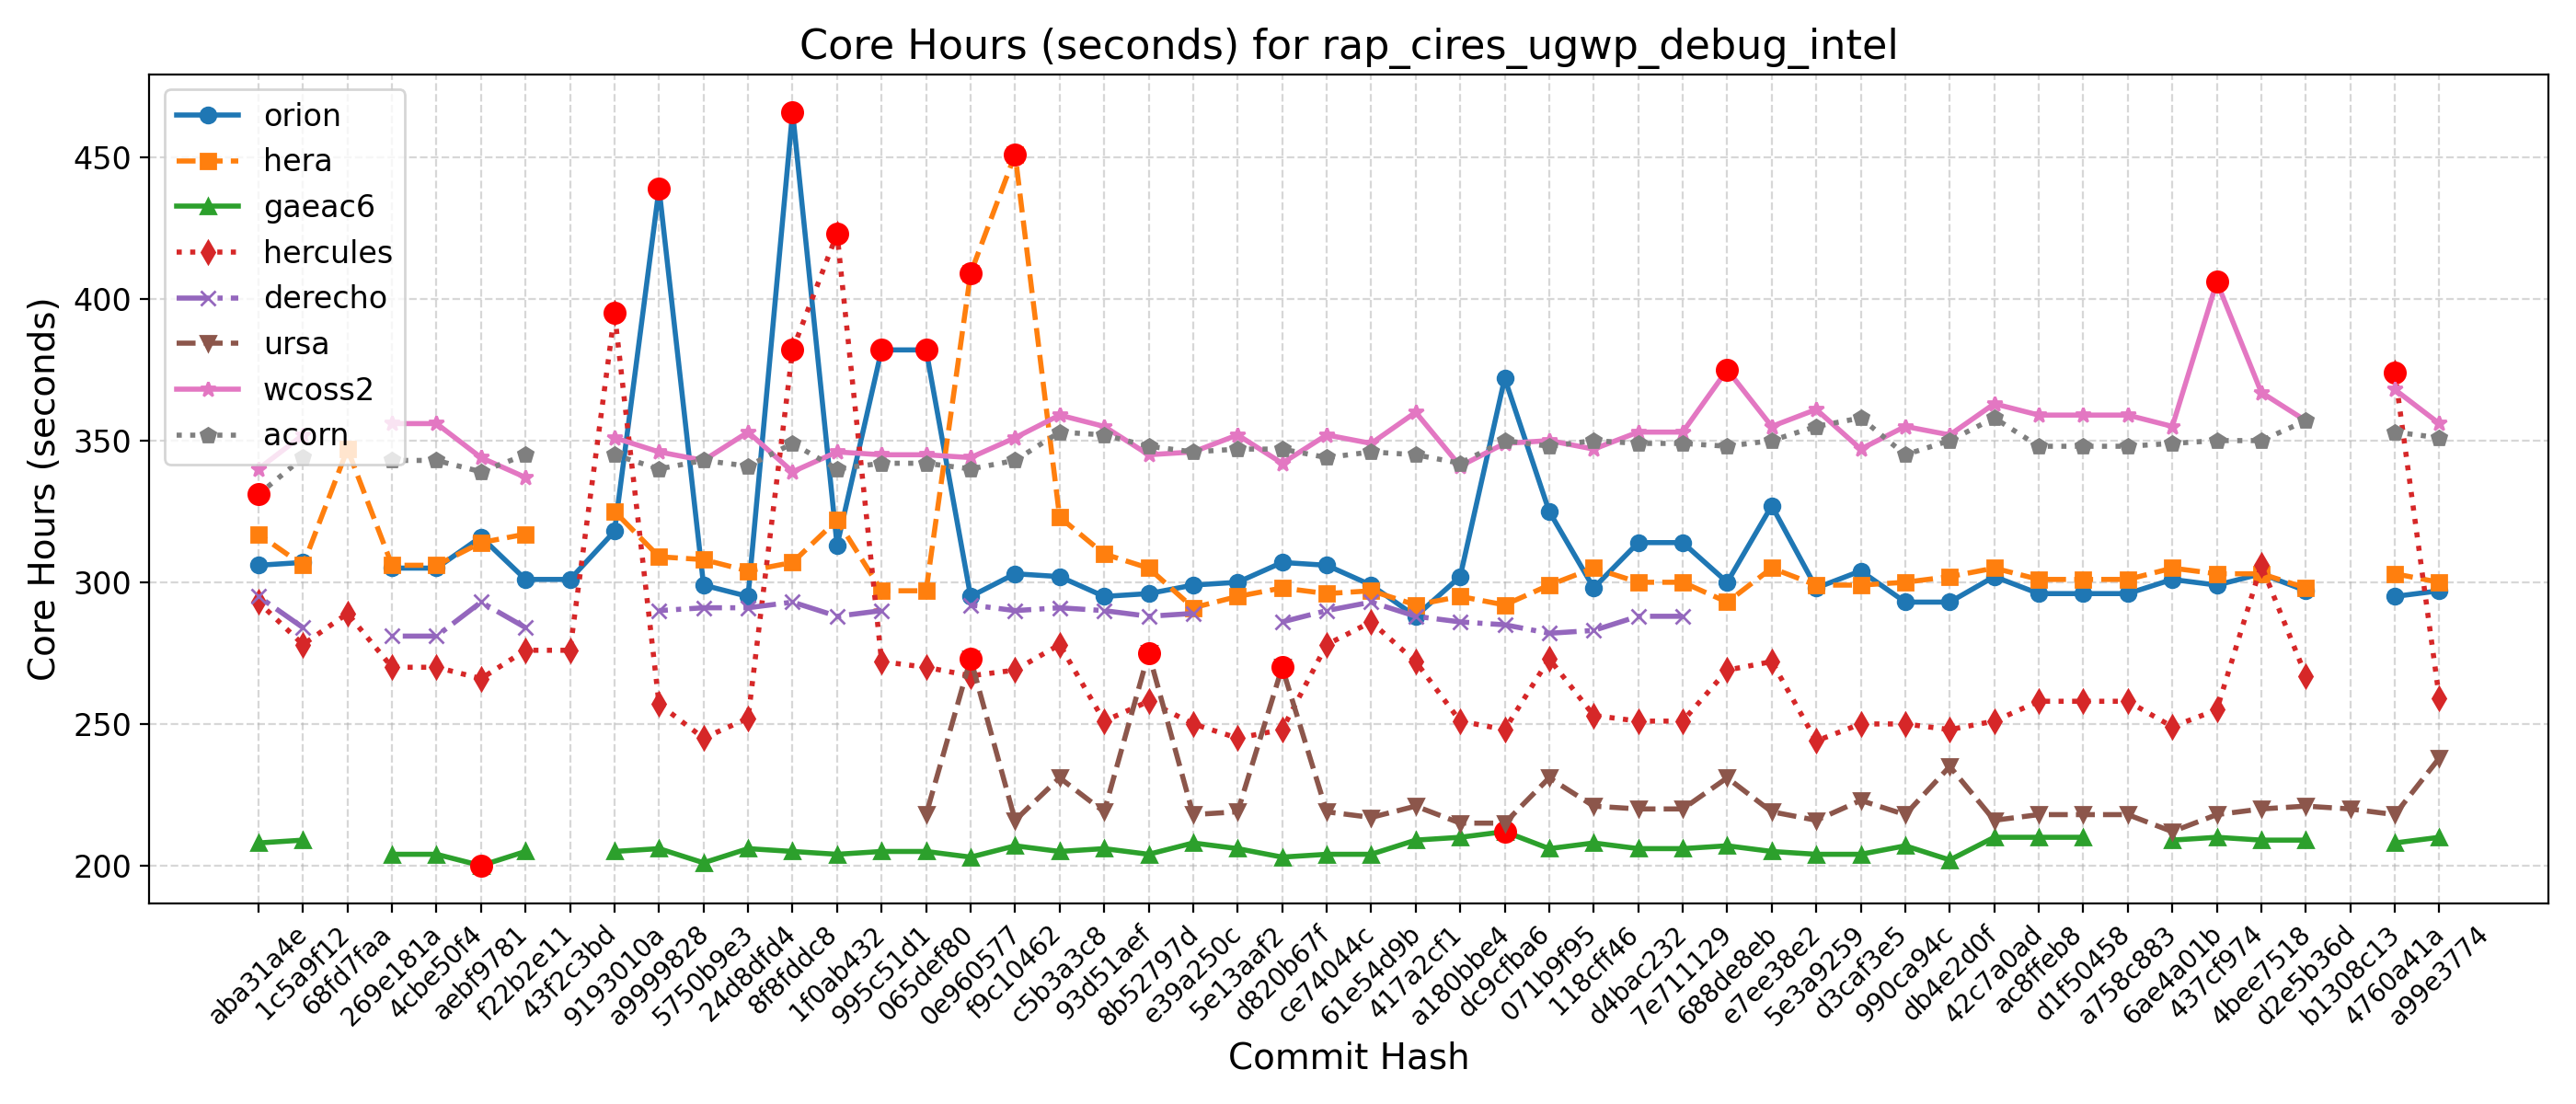 Core Hours (seconds) for rap_cires_ugwp_debug_intel
orion
hera
gaeac6
hercules
derecho
ursa
wcoss2
acorn
Core Hours (seconds)
450
400
350
300
250
200
aba31a4e
1c5a9f12
68fd7faa
269e181a
4cbe50f4
aebf9781
f22b2e11
43f2c3bd
9193010a
a9999828
5750b9e3
24d8dfd4
8f8fddc8
1f0ab432
995c51d1
065def80
0e960577
f9c10462
c5b3a3c8
93d51aef
8b52797d
e39a250c
5e13aaf2
d820b67f
ce74044c
61e54d9b
417a2cf1
a180bbe4
dc9cfba6
071b9f95
118cff46
d4bac232
7e711129
688de8eb
e7ee38e2
5e3a9259
d3caf3e5
990ca94c
db4e2d0f
42c7a0ad
ac8ffeb8
d1f50458
a758c883
6ae4a01b
437cf974
4bee7518
d2e5b36d
b1308c13
4760a41a
a99e3774
Commit Hash